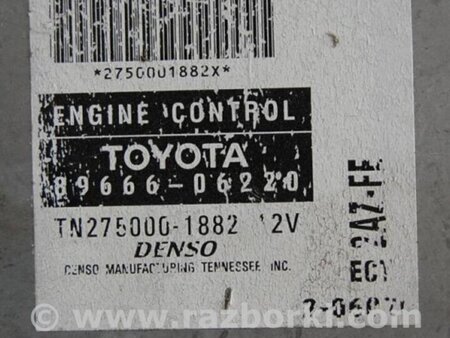 *2750001882X*
ENGINE CONTROL
TOYOTA
89666-06220
TN275000-1882 12V
DENSO
DENSO MANUFACTURING TENNESSEE INC.
2AZ-FE
ECT
© www.razborki.com